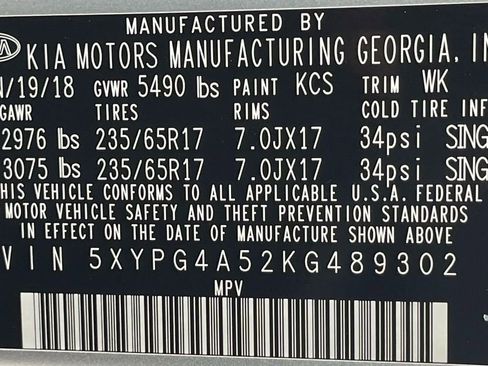 MANUFACTURED BY
KIA KIA MOTORS MANUFACTURING GEORGIA, IN
N/19/18 GVWR 5490 lbs PAINT KCS TRIM WK
GAWR TIRES RIMS COLD TIRE INF
2976 lbs 235/65R17 7.0JX17 34psi SING
3075 lbs 235/65R17 7.0JX17 34psi SING
HIS VEHICLE CONFORMS TO ALL APPLICABLE U.S.A. FEDERAL
MOTOR VEHICLE SAFETY AND THEFT PREVENTION STANDARDS
IN EFFECT ON THE DATE OF MANUFACTURE SHOWN ABOVE
VIN 5XYPG4A52KG489302
MPV